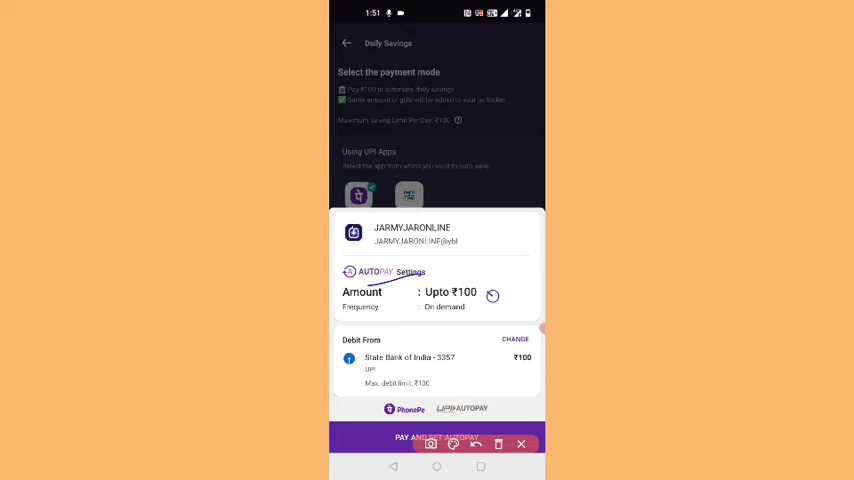 1:51
Daily Savings
Select the payment mode
Pay ₹100 to automate daily savings
Same amount of gold will be added to your jar locker.
Maximum Saving Limit Per Day: ₹100
Using UPI Apps
Select the app from which you want to auto save
JARMYJARONLINE
JARMYJARONLINE@ybl
AUTOPAY Settings
Amount : Upto ₹100
Frequency : On demand
Debit From CHANGE
State Bank of India - 3357 ₹100
UPI
Max. debit limit: ₹100
PhonePe UPI AUTOPAY
PAY AND SET AUTOPAY